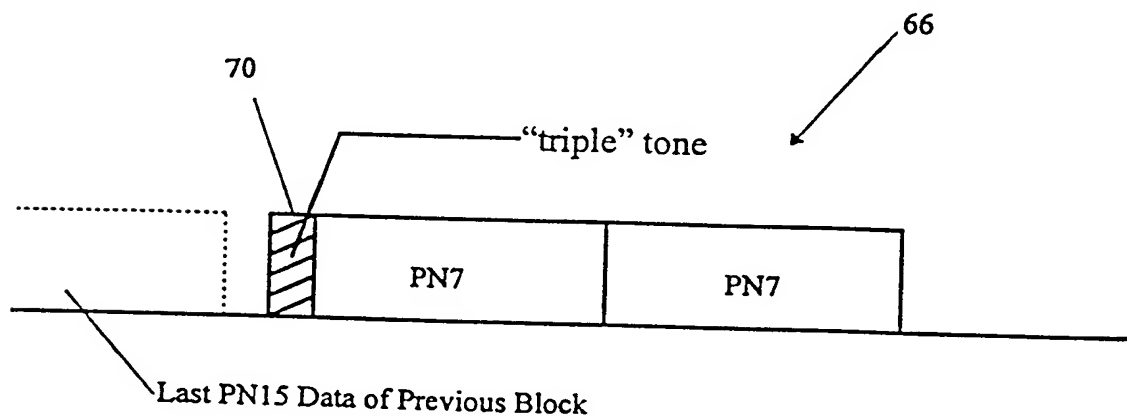 66
70
“triple” tone
PN7 PN7
Last PN15 Data of Previous Block